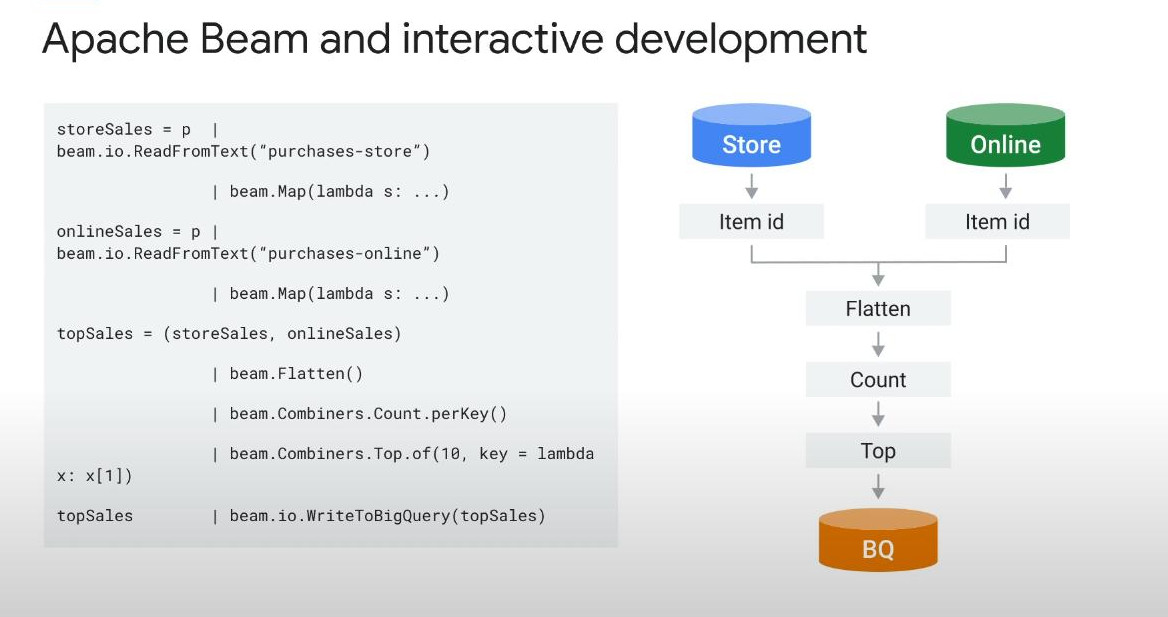 Apache Beam and interactive development
storeSales = p |
beam.io.ReadFromText(“purchases-store”)
| beam.Map(lambda s: ...)
onlineSales = p |
beam.io.ReadFromText(“purchases-online”)
| beam.Map(lambda s: ...)
topSales = (storeSales, onlineSales)
| beam.Flatten()
| beam.Combiners.Count.perKey()
| beam.Combiners.Top.of(10, key = lambda
x: x[1])
topSales | beam.io.WriteToBigQuery(topSales)
Store
Online
Item id
Item id
Flatten
Count
Top
BQ